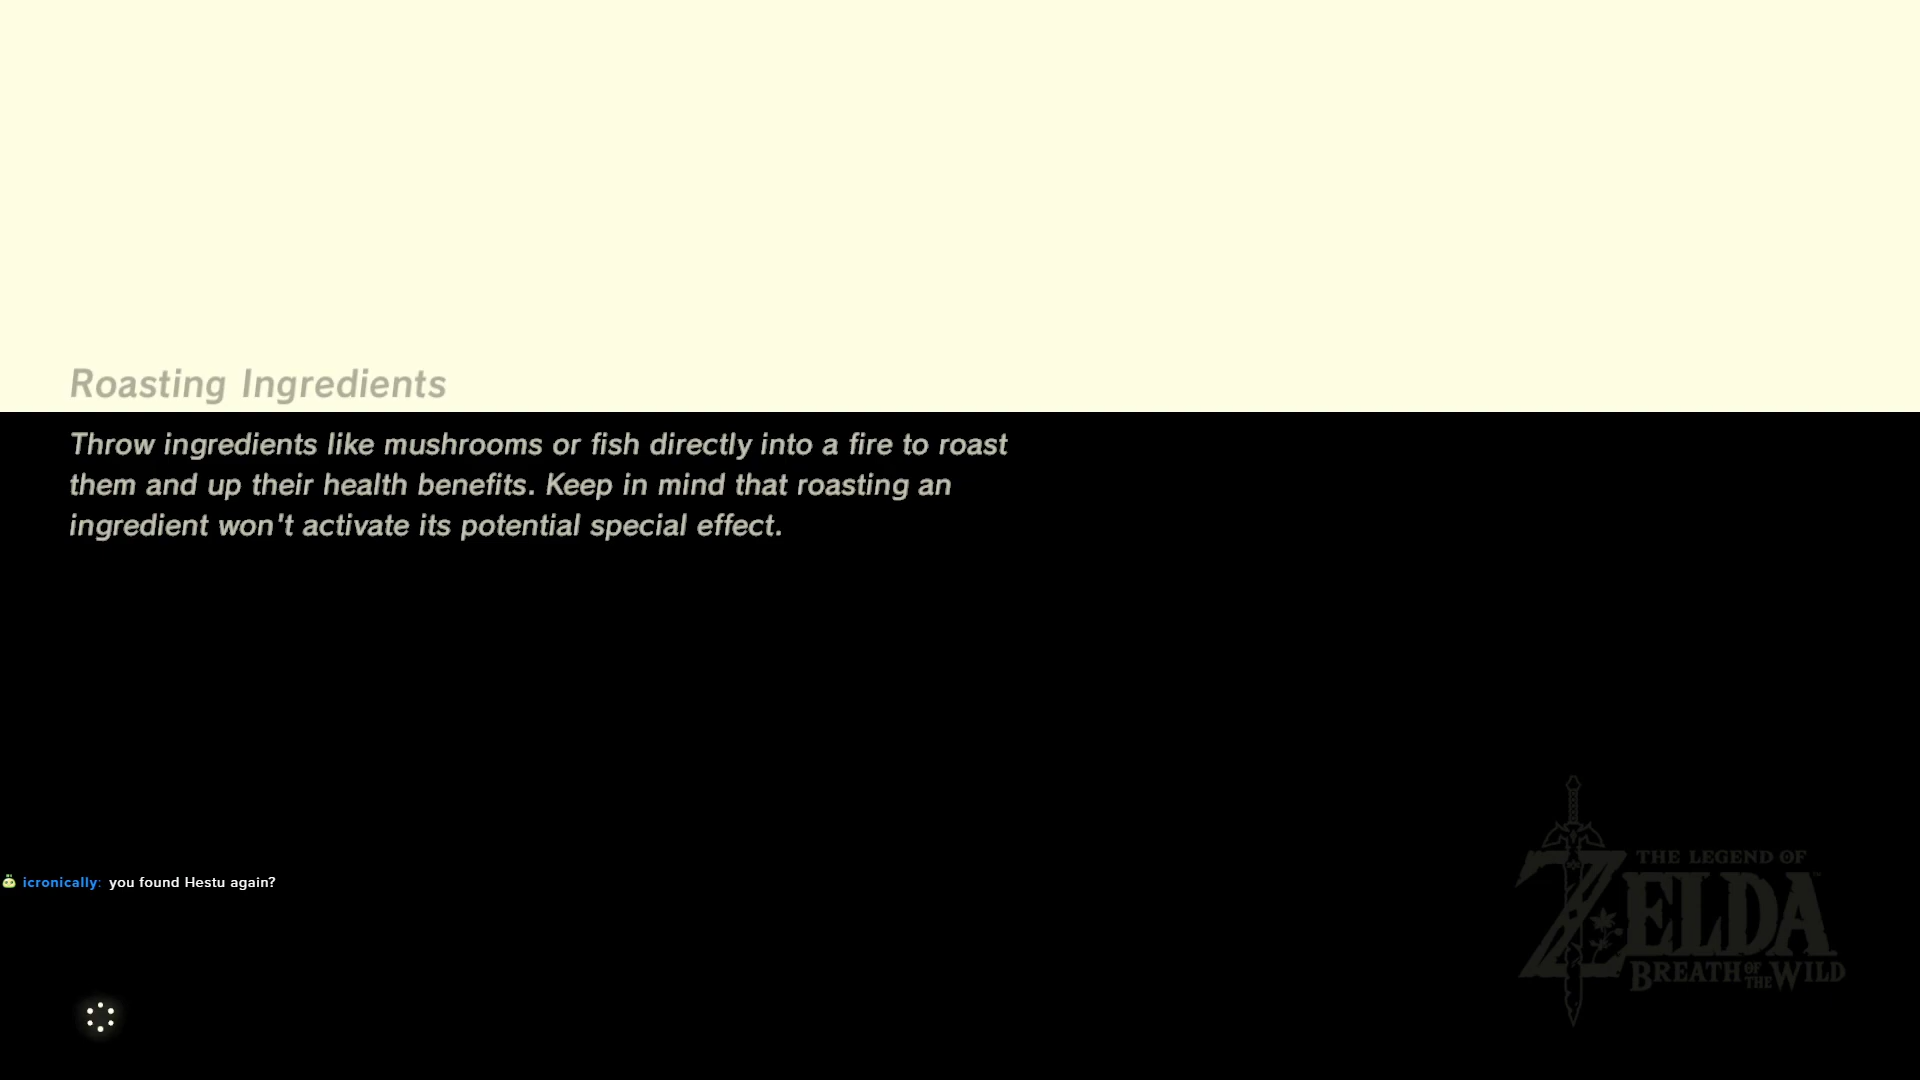 Roasting Ingredients
Throw ingredients like mushrooms or fish directly into a fire to roast
them and up their health benefits. Keep in mind that roasting an
ingredient won't activate its potential special effect.
icronically: you found Hestu again?
THE LEGEND OF
ZELDA
BREATH OF THE WILD